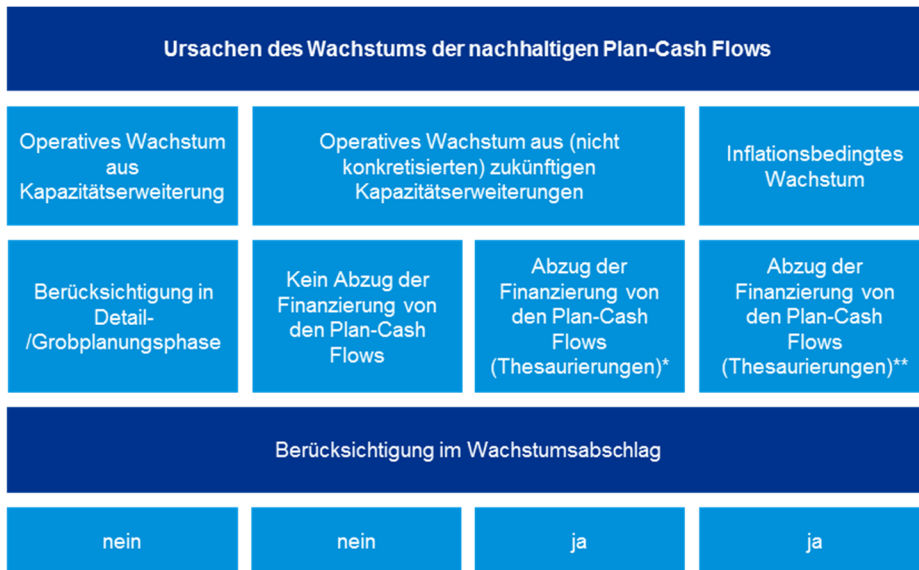 Ursachen des Wachstums der nachhaltigen Plan-Cash Flows
Operatives Wachstum
aus
Kapazitätserweiterung
Operatives Wachstum aus (nicht
konkretisierten) zukünftigen
Kapazitätserweiterungen
Inflationsbedingtes
Wachstum
Berücksichtigung in
Detail-
/Grobplanungsphase
Kein Abzug der
Finanzierung von
den Plan-Cash
Flows
Abzug der
Finanzierung von
den Plan-Cash
Flows
(Thesaurierungen)*
Abzug der
Finanzierung von
den Plan-Cash
Flows
(Thesaurierungen)**
Berücksichtigung im Wachstumsabschlag
nein
nein
ja
ja